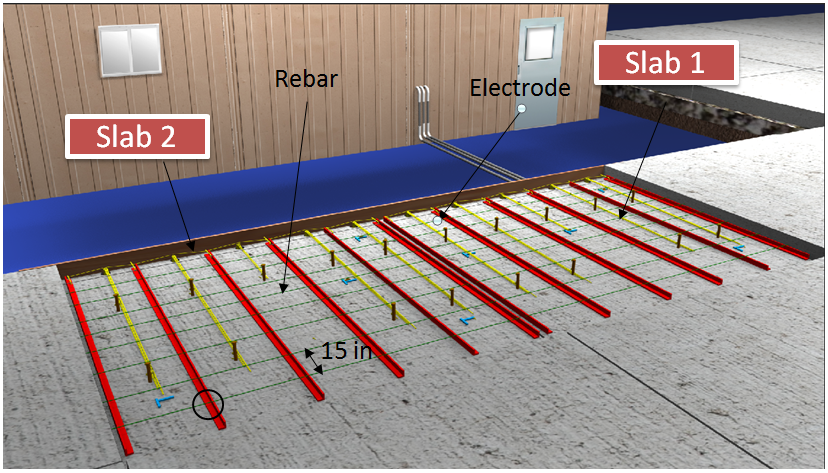 Slab 1
Rebar
Electrode
Slab 2
15 in